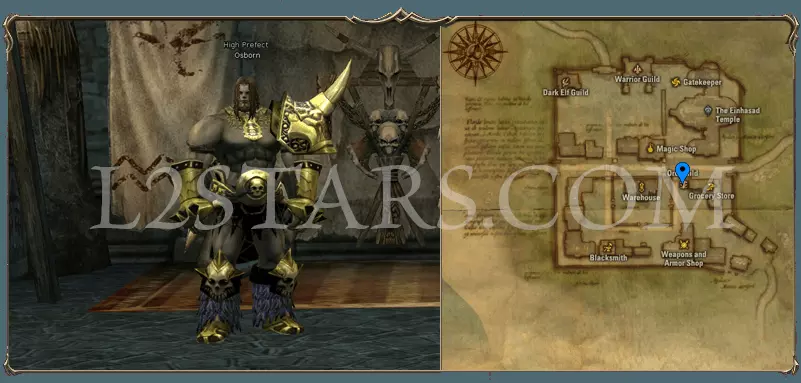 High Prefect
Osborn
Warrior Guild
Gatekeeper
Dark Elf Guild
The Einhasad
Temple
Magic Shop
L2STARS.COM
Warehouse
Grocery Store
Blacksmith
Weapons and
Armor Shop